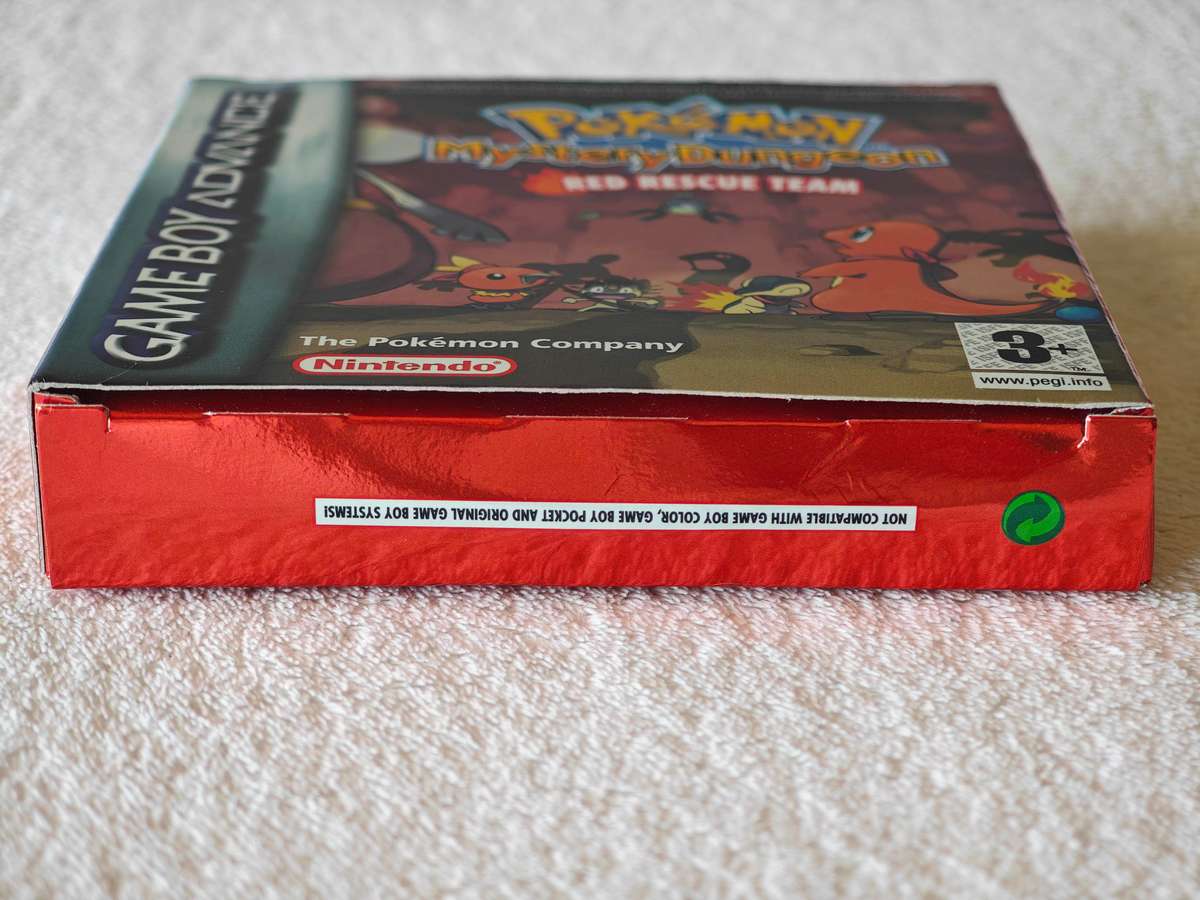 GAME BOY ADVANCE
POKéMON
Mystery Dungeon
RED RESCUE TEAM
The Pokémon Company
Nintendo®
3+
TM
www.pegi.info
NOT COMPATIBLE WITH GAME BOY COLOR, GAME BOY POCKET AND ORIGINAL GAME BOY SYSTEMS!